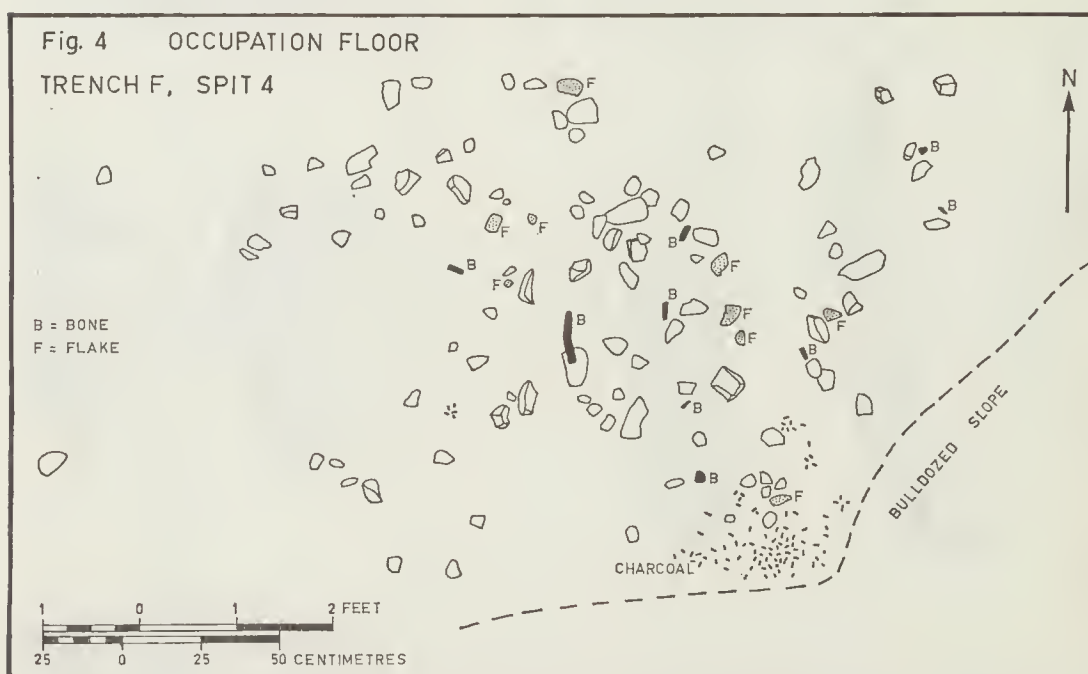 Fig. 4 OCCUPATION FLOOR
TRENCH F, SPIT 4
F
N
B
B
F
F
B
B
F
F
B
B
F
F
F
B
B = BONE
F = FLAKE
B
B
F
CHARCOAL
BULLDOZED SLOPE
1 0 1 2 FEET
25 0 25 50 CENTIMETRES